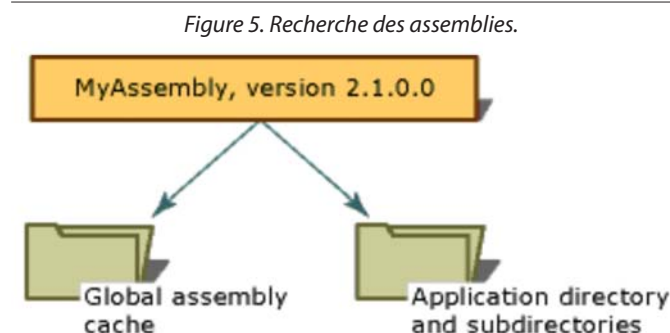 Figure 5. Recherche des assemblies.
MyAssembly, version 2.1.0.0
Global assembly
cache
Application directory
and subdirectories